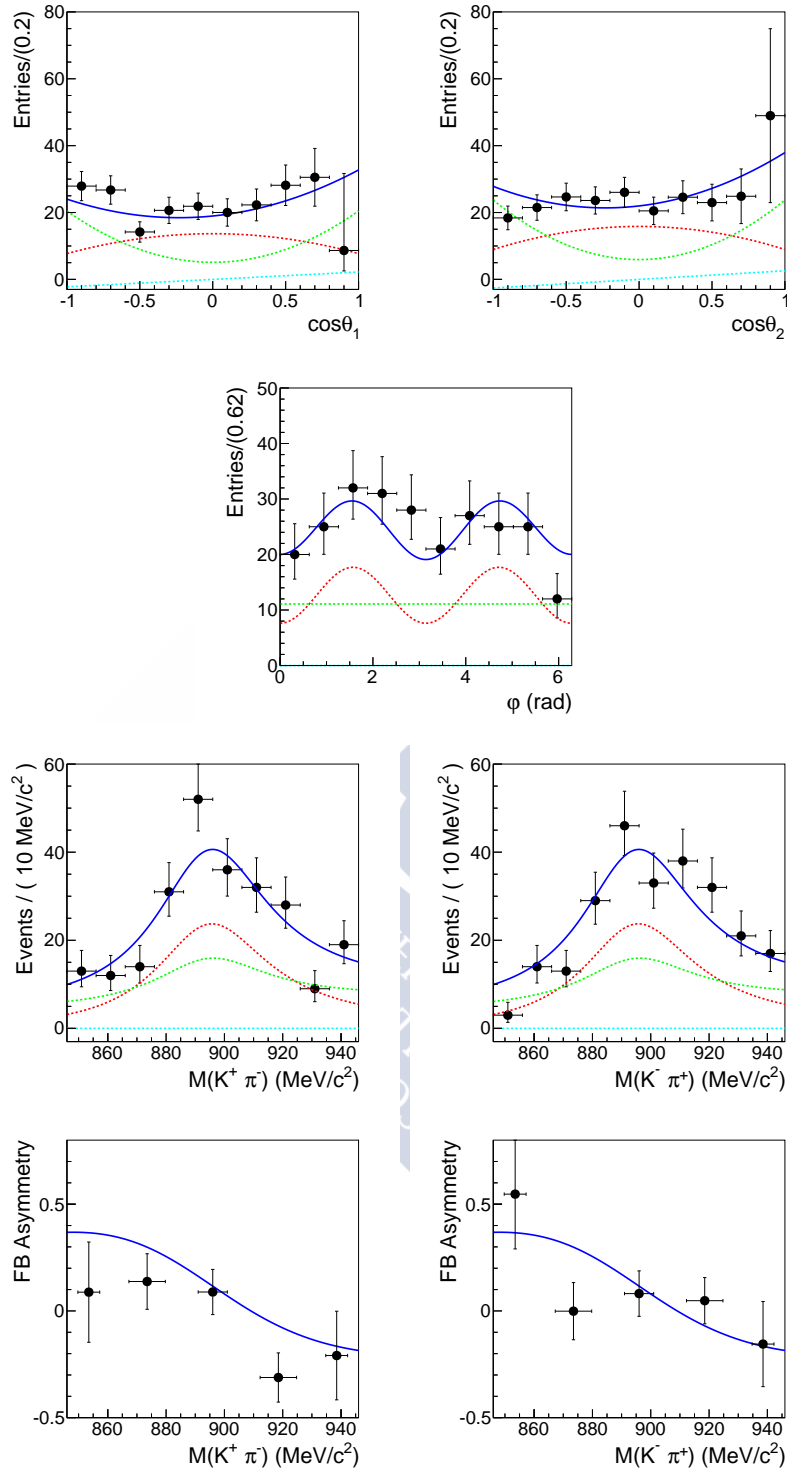 Entries/(0.2)
80
60
40
20
0
-1 -0.5 0 0.5 1
cosθ1
Entries/(0.2)
80
60
40
20
0
-1 -0.5 0 0.5 1
cosθ2
Entries/(0.62)
50
40
30
20
10
0
0 2 4 6
φ (rad)
Events / ( 10 MeV/c² )
60
40
20
0
860 880 900 920 940
M(K⁺ π⁻) (MeV/c²)
Events / ( 10 MeV/c² )
60
40
20
0
860 880 900 920 940
M(K⁻ π⁺) (MeV/c²)
FB Asymmetry
0.5
0
-0.5
860 880 900 920 940
M(K⁺ π⁻) (MeV/c²)
FB Asymmetry
0.5
0
-0.5
860 880 900 920 940
M(K⁻ π⁺) (MeV/c²)